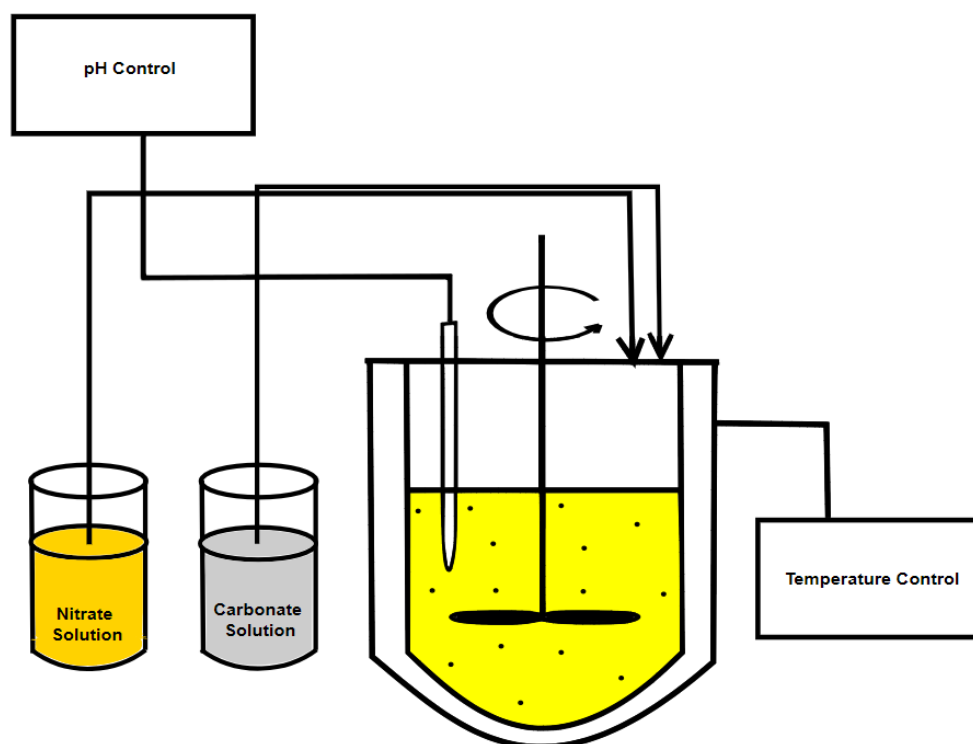 pH Control
Nitrate
Solution
Carbonate
Solution
Temperature Control